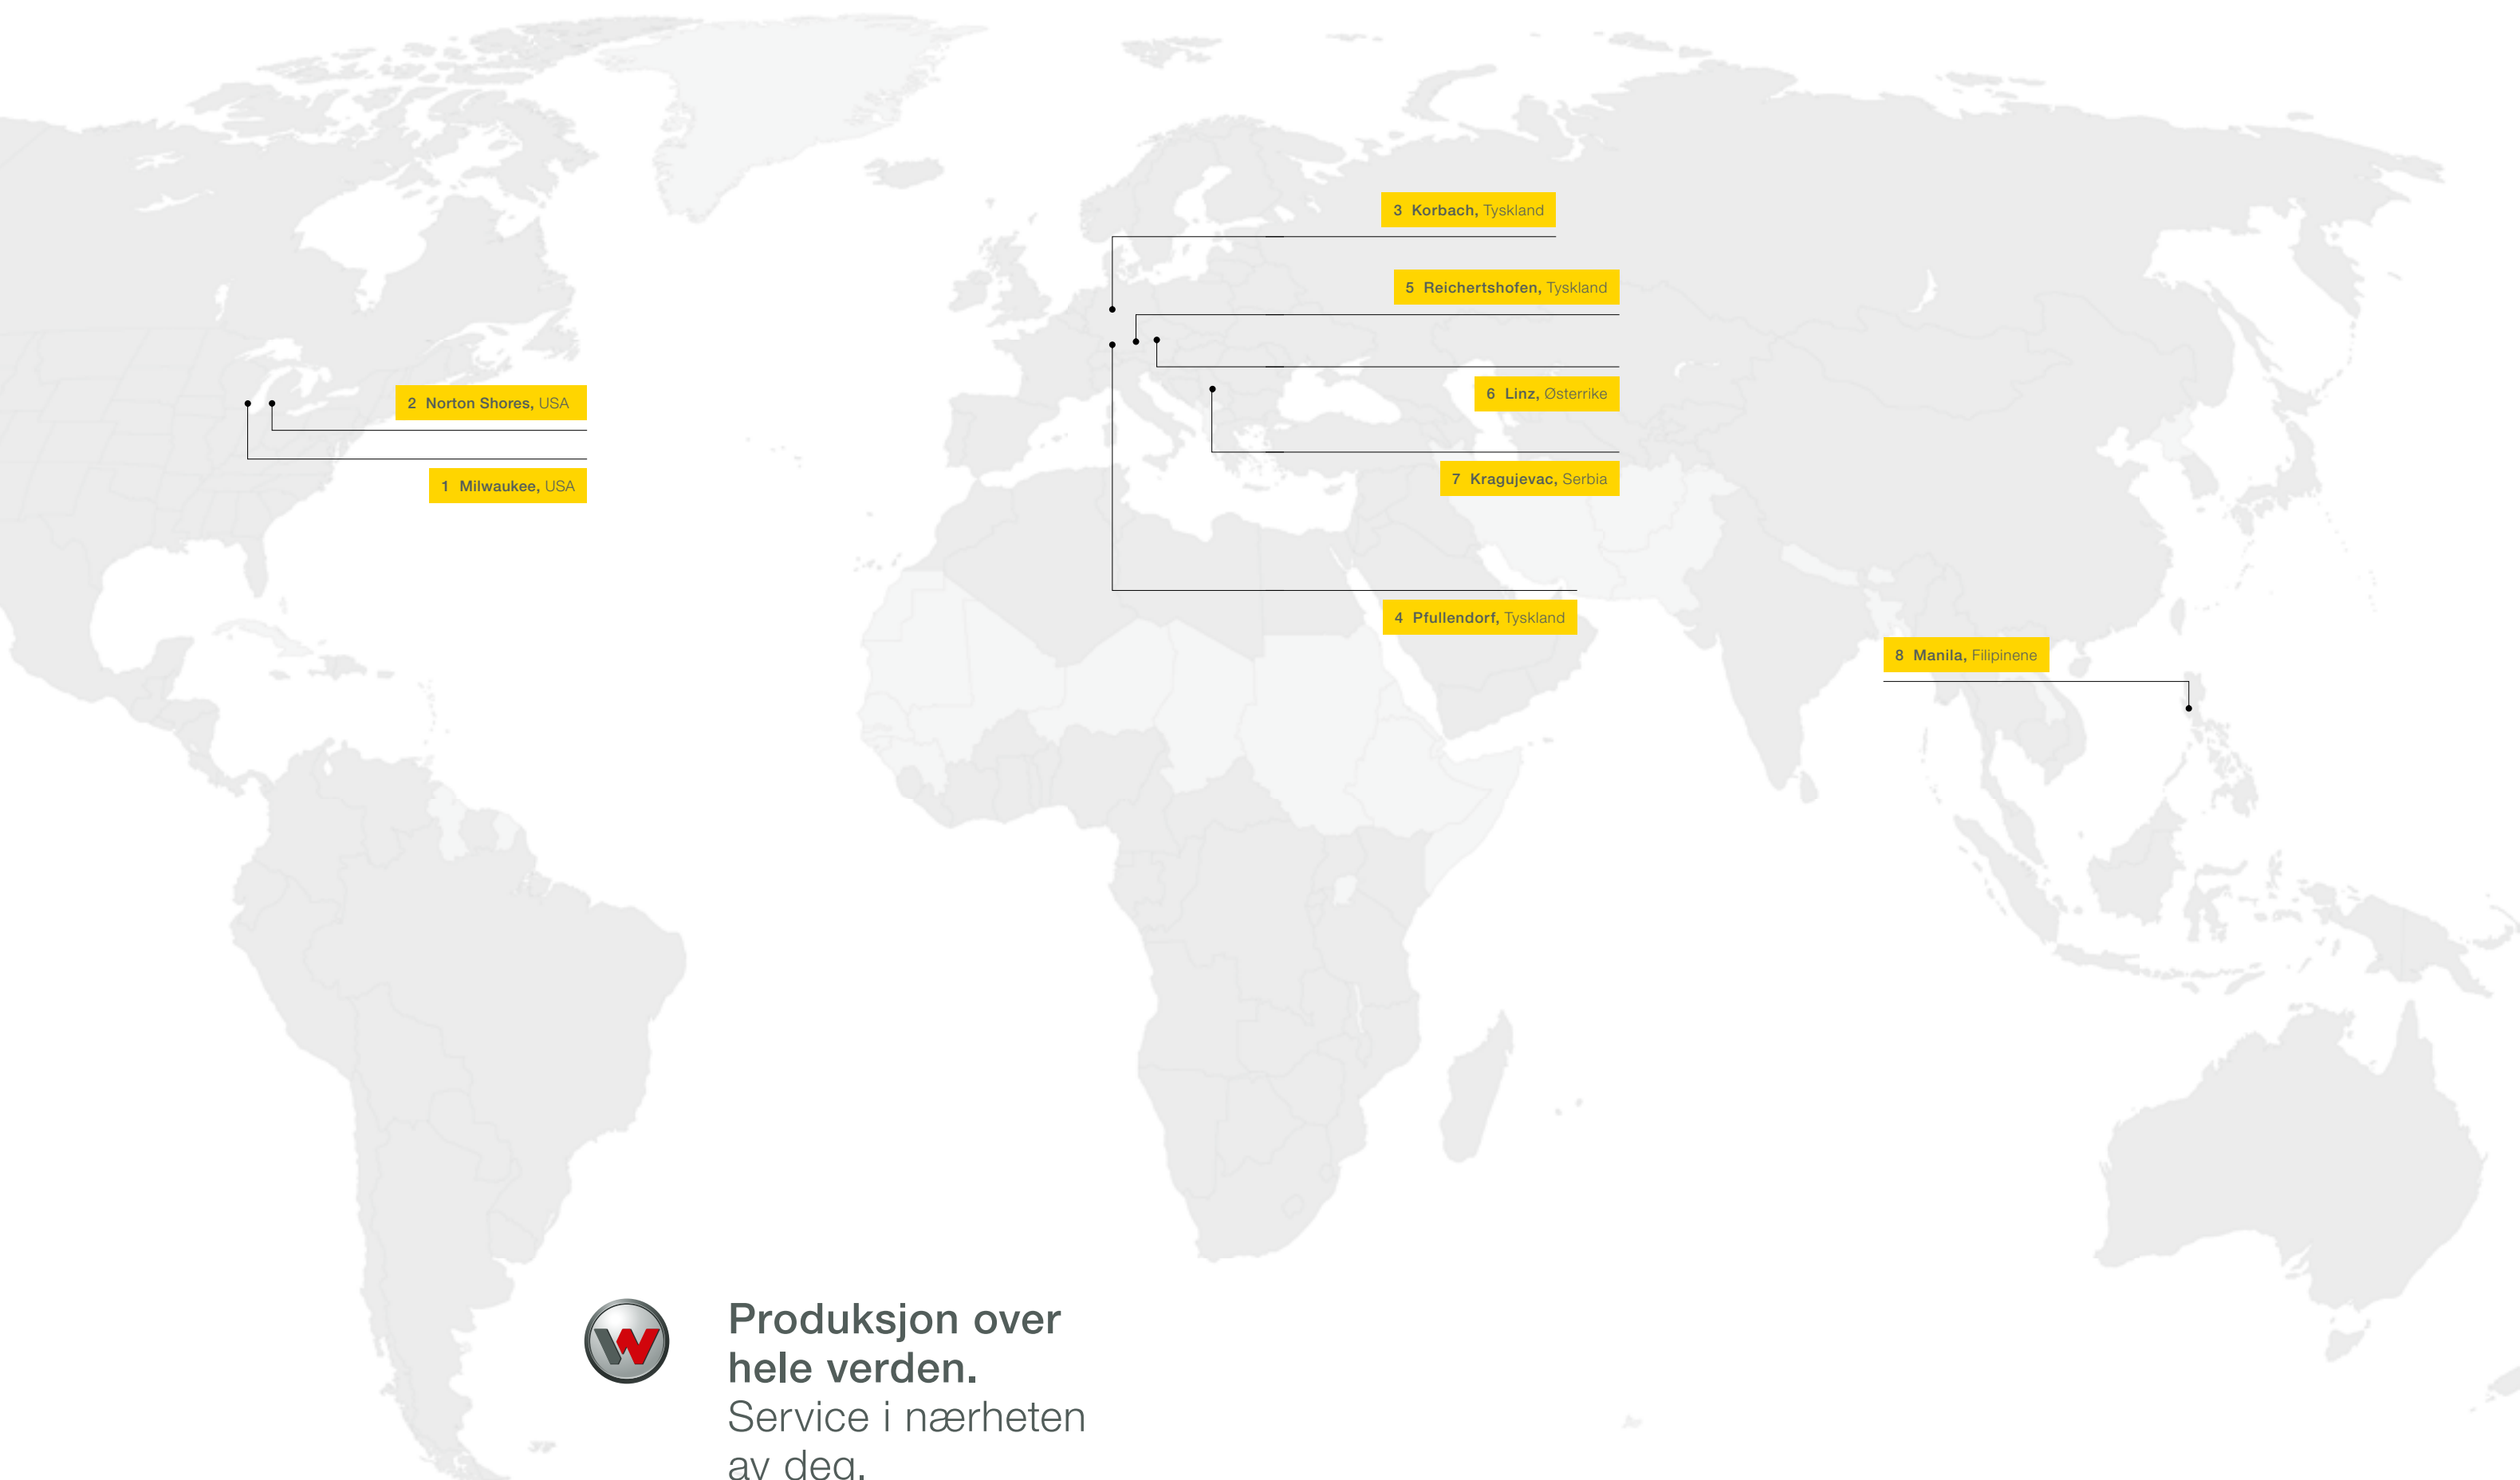 3 Korbach, Tyskland
5 Reichertshofen, Tyskland
2 Norton Shores, USA
6 Linz, Østerrike
1 Milwaukee, USA
7 Kragujevac, Serbia
4 Pfullendorf, Tyskland
8 Manila, Filipinene
Produksjon over
hele verden.
Service i nærheten
av deg.